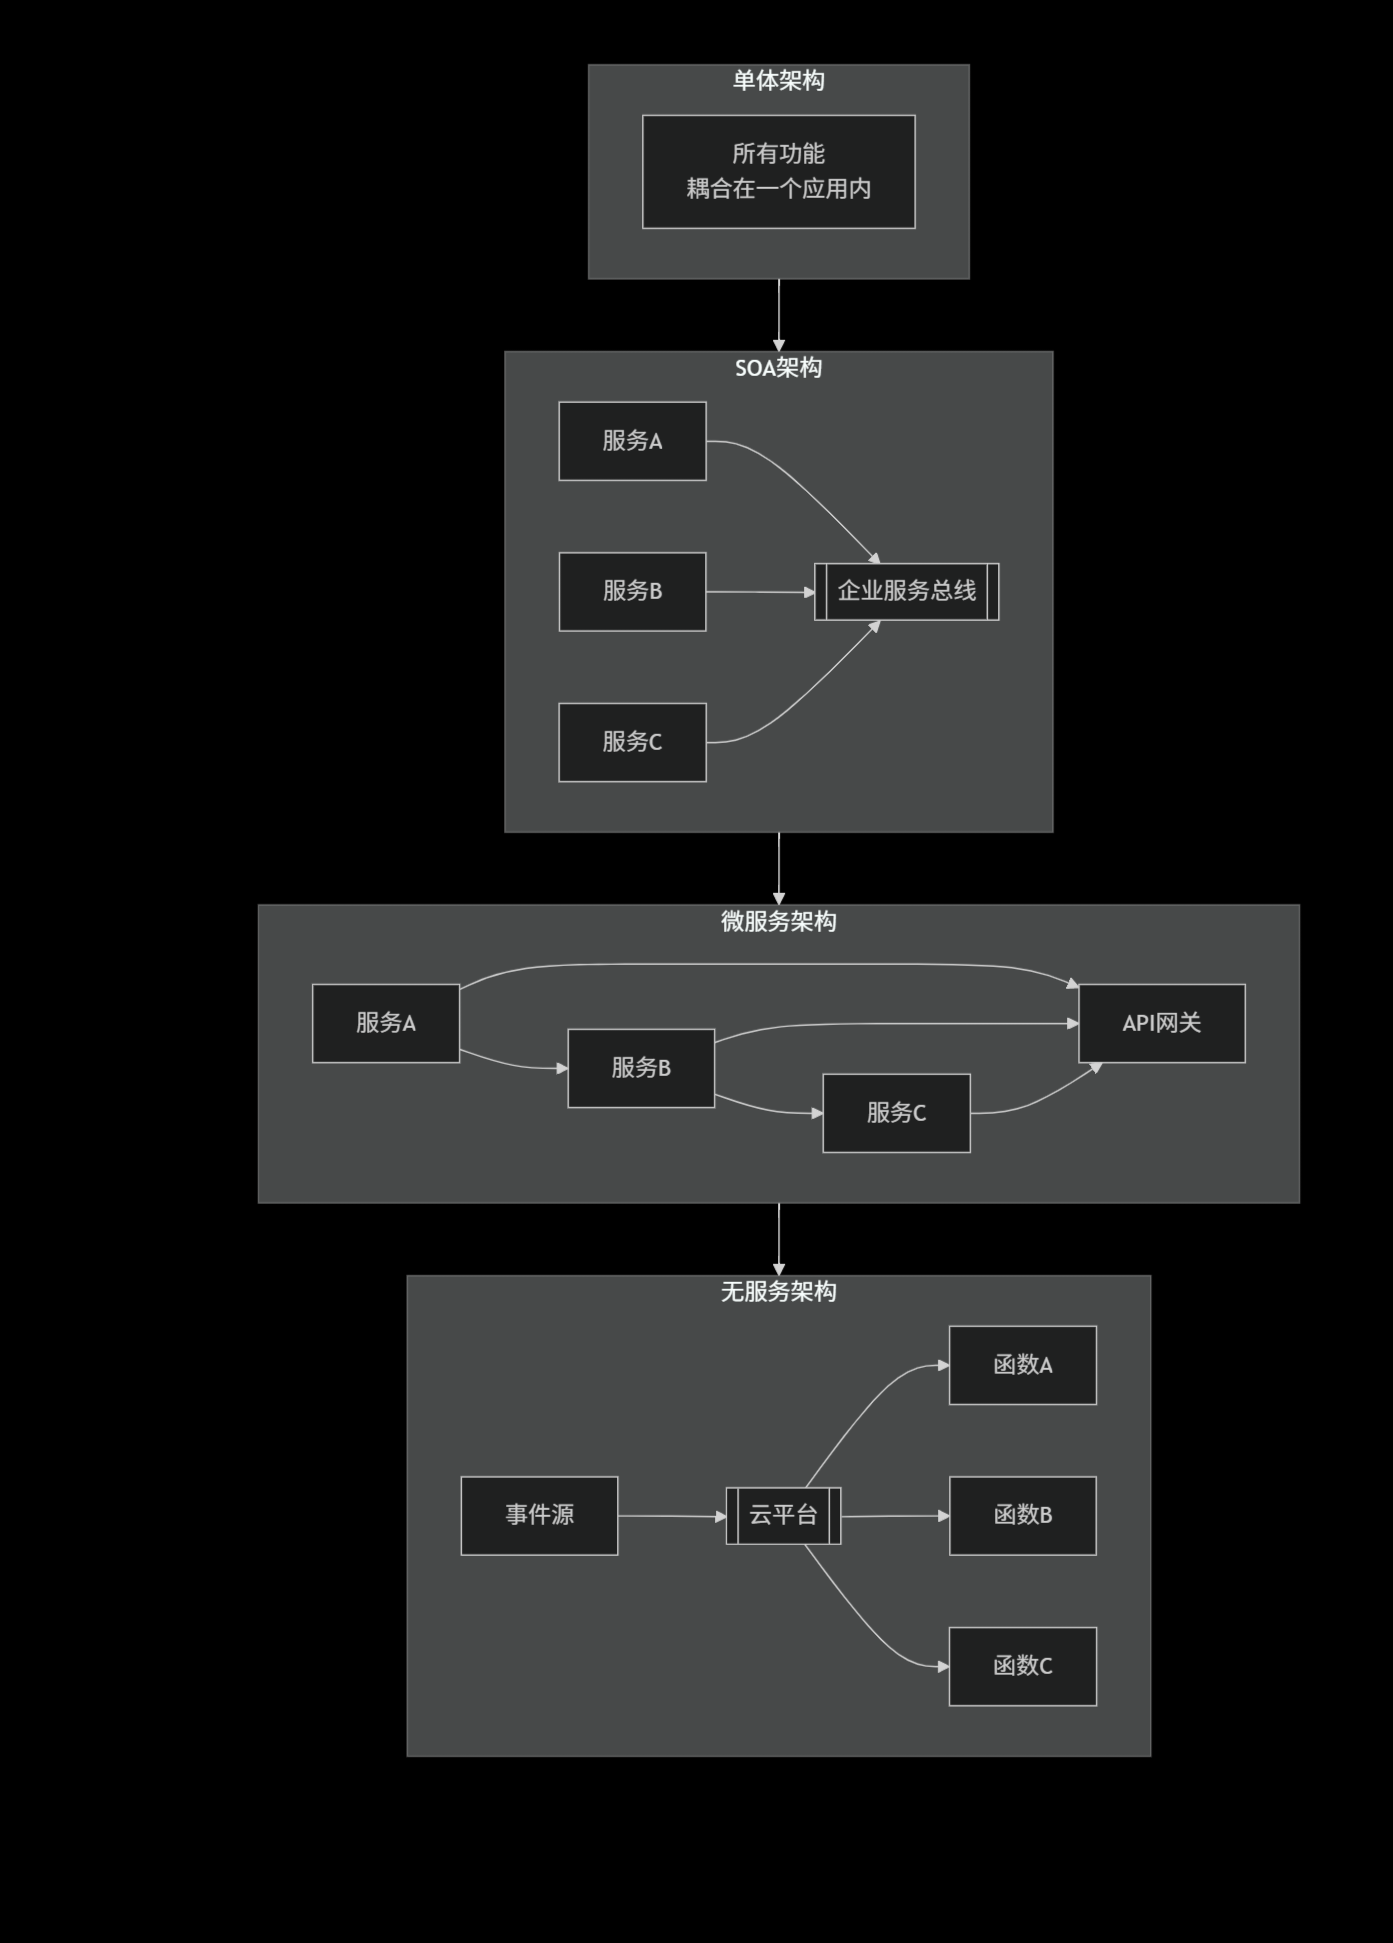 单体架构
所有功能
耦合在一个应用内
SOA架构
服务A
服务B
企业服务总线
服务C
微服务架构
服务A
API网关
服务B
服务C
无服务架构
函数A
事件源
云平台
函数B
函数C